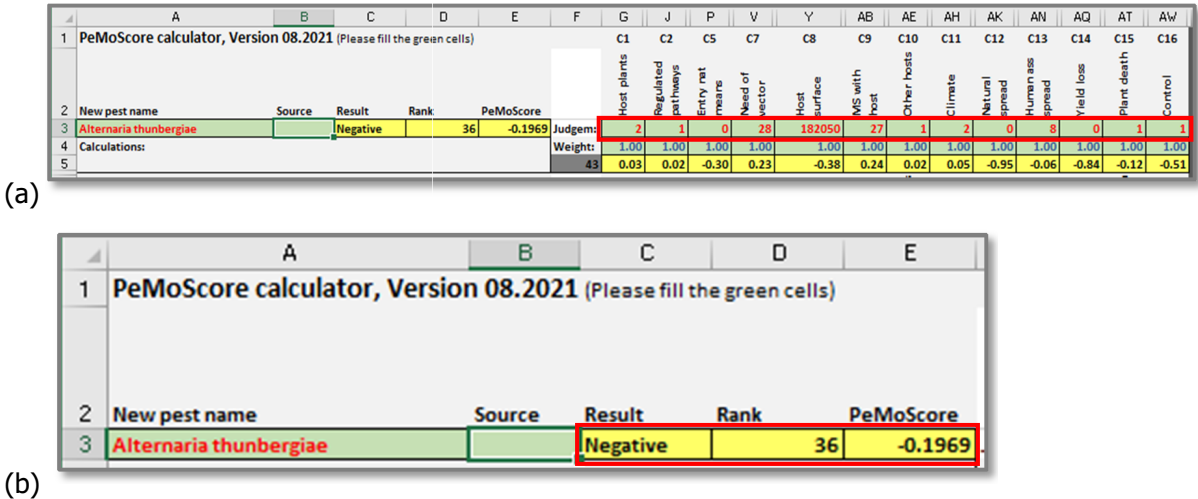 A B C D E F G J P V Y AB AE AH AK AN AQ AT AW
1 PeMoScore calculator, Version 08.2021 (Please fill the green cells) C1 C2 C5 C7 C8 C9 C10 C11 C12 C13 C14 C15 C16
2 New pest name Source Result Rank PeMoScore Host plants Regulated pathways Entry nat means Need of vector Host surface MS with host Other hosts Climate Natural spread Human ass spread Yield loss Plant death Control
3 Alternaria thunbergiae Negative 36 -0.1969 Judgem: 2 1 0 28 182050 27 1 2 0 8 0 1 1
4 Calculations: Weight: 1.00 1.00 1.00 1.00 1.00 1.00 1.00 1.00 1.00 1.00 1.00 1.00 1.00
5 43 0.03 0.02 -0.30 0.23 -0.38 0.24 0.02 0.05 -0.95 -0.06 -0.84 -0.12 -0.51
(a)
A B C D E
1 PeMoScore calculator, Version 08.2021 (Please fill the green cells)
2 New pest name Source Result Rank PeMoScore
3 Alternaria thunbergiae Negative 36 -0.1969
(b)